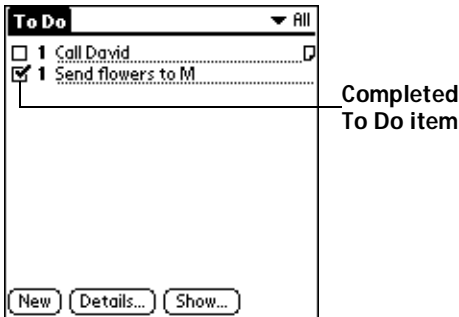 To Do
All
1 Call David
1 Send flowers to M
Completed
To Do item
New
Details...
Show...